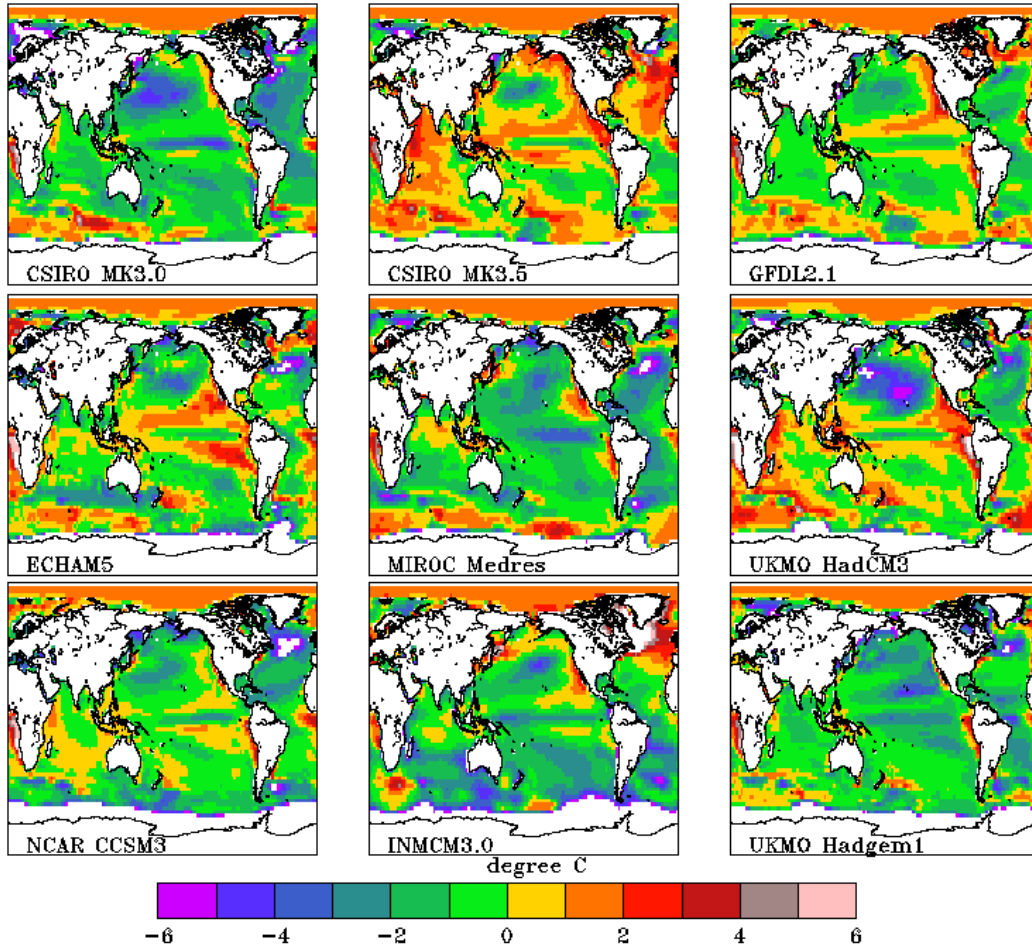 CSIRO MK3.0
CSIRO MK3.5
GFDL2.1
ECHAM5
MIROC Medres
UKMO HadCM3
NCAR CCSM3
INMCM3.0
UKMO Hadgem1
degree C
-6 -4 -2 0 2 4 6